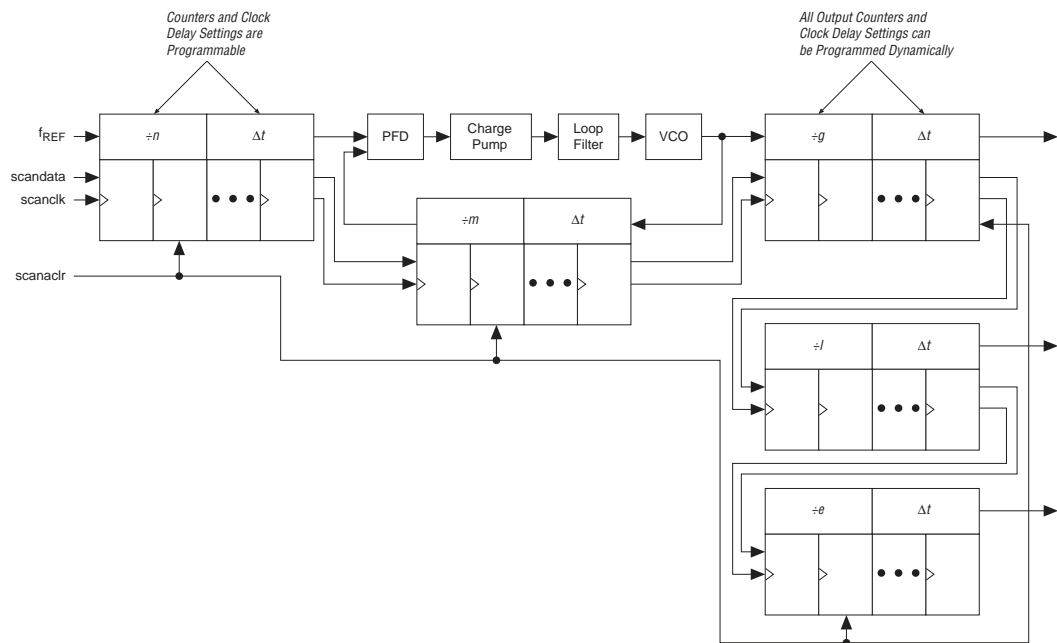 Counters and Clock
Delay Settings are
Programmable
All Output Counters and
Clock Delay Settings can
be Programmed Dynamically
fREF
÷n
Δt
PFD
Charge
Pump
Loop
Filter
VCO
÷g
Δt
scandata
scanclk
÷m
Δt
scanaclr
÷l
Δt
÷e
Δt